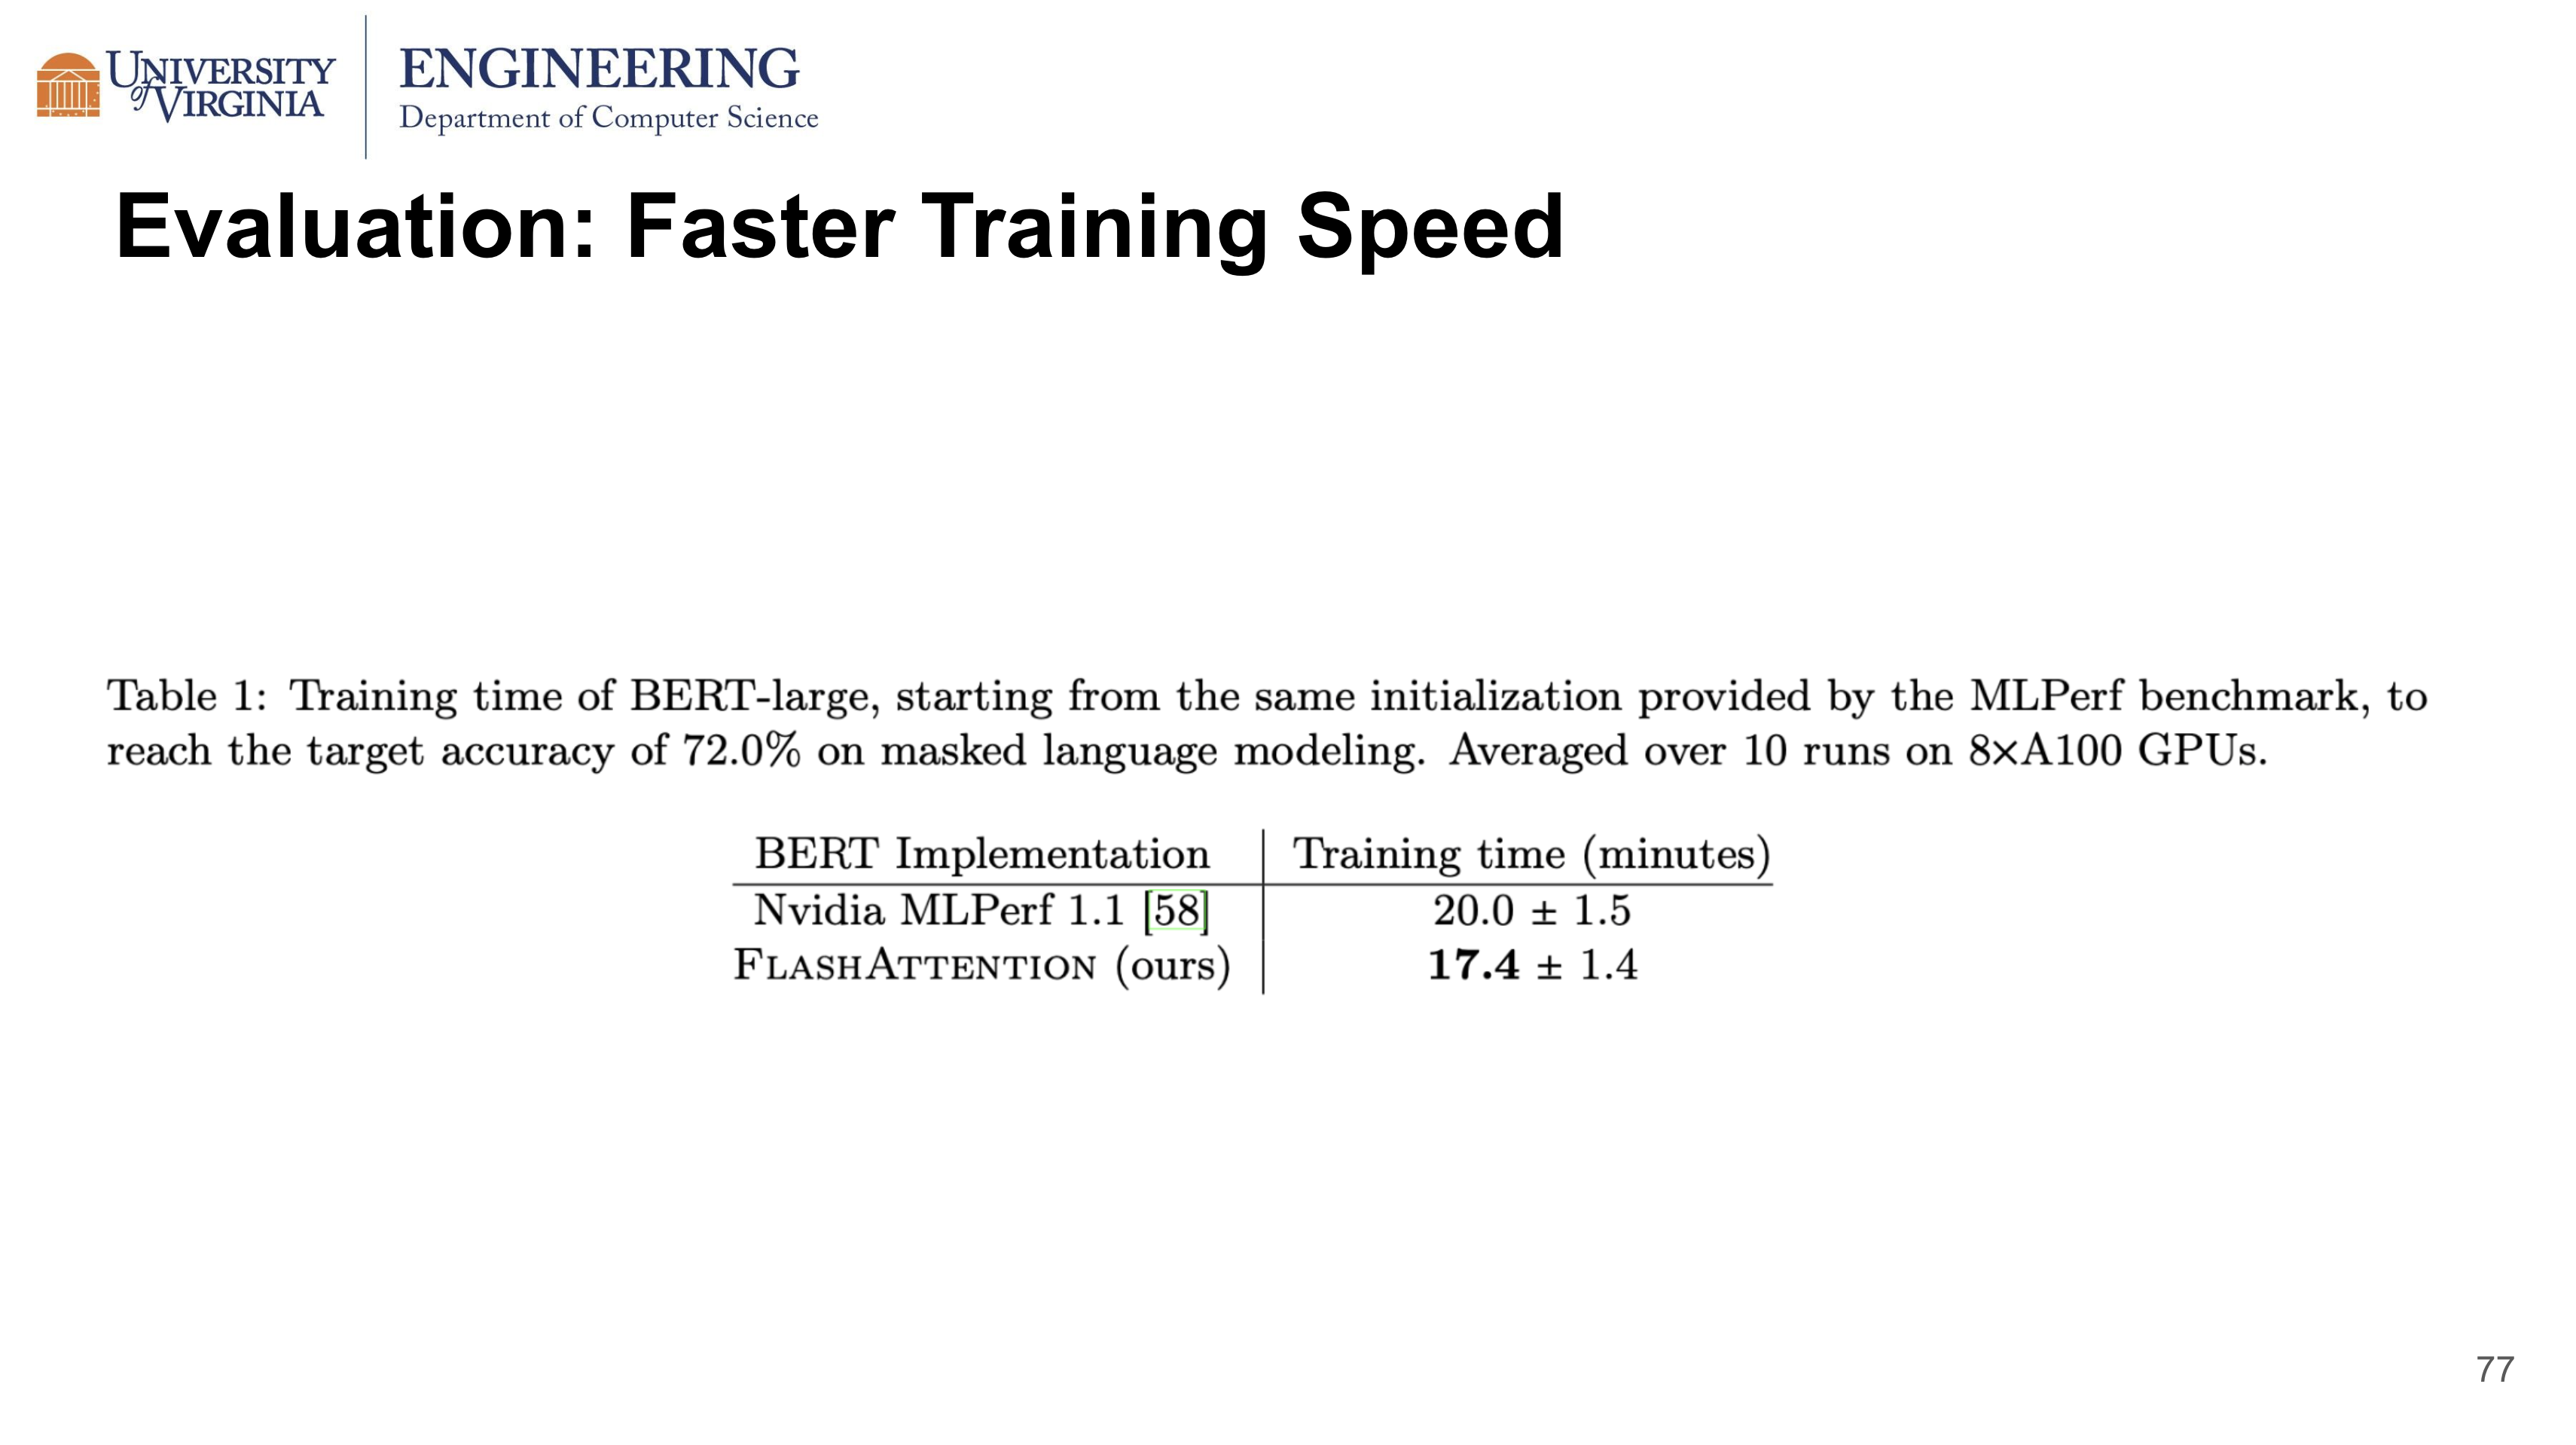 UNIVERSITY
of VIRGINIA
ENGINEERING
Department of Computer Science
Evaluation: Faster Training Speed
Table 1: Training time of BERT-large, starting from the same initialization provided by the MLPerf benchmark, to
reach the target accuracy of 72.0% on masked language modeling. Averaged over 10 runs on 8×A100 GPUs.
BERT Implementation Training time (minutes)
Nvidia MLPerf 1.1 [58] 20.0 ± 1.5
FLASHATTENTION (ours) 17.4 ± 1.4
77